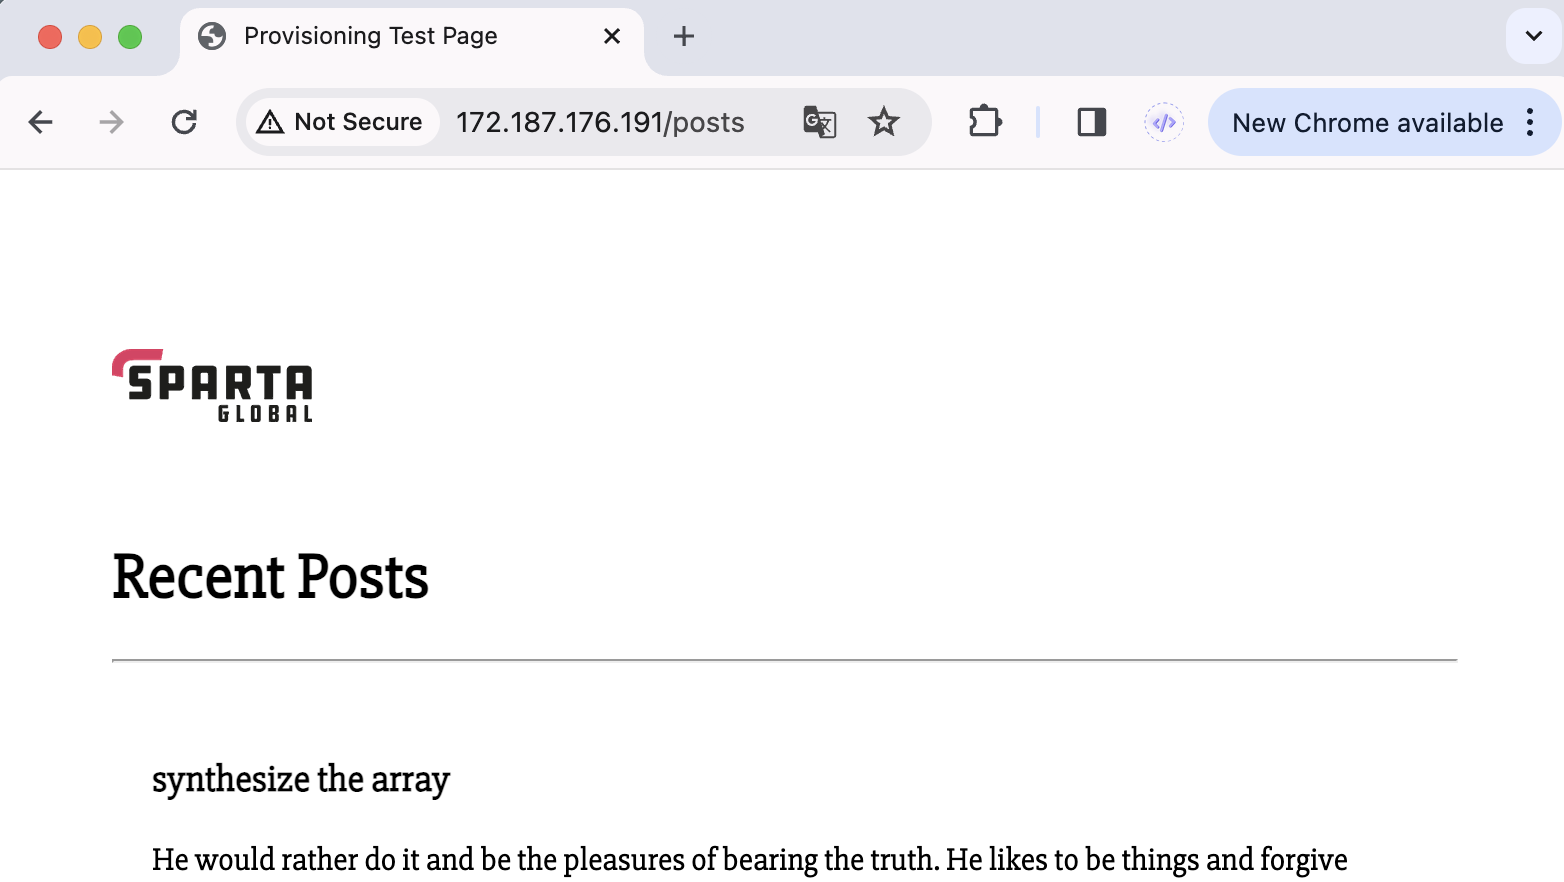 Provisioning Test Page
Not Secure
172.187.176.191/posts
New Chrome available
SPARTA
GLOBAL
Recent Posts
synthesize the array
He would rather do it and be the pleasures of bearing the truth. He likes to be things and forgive